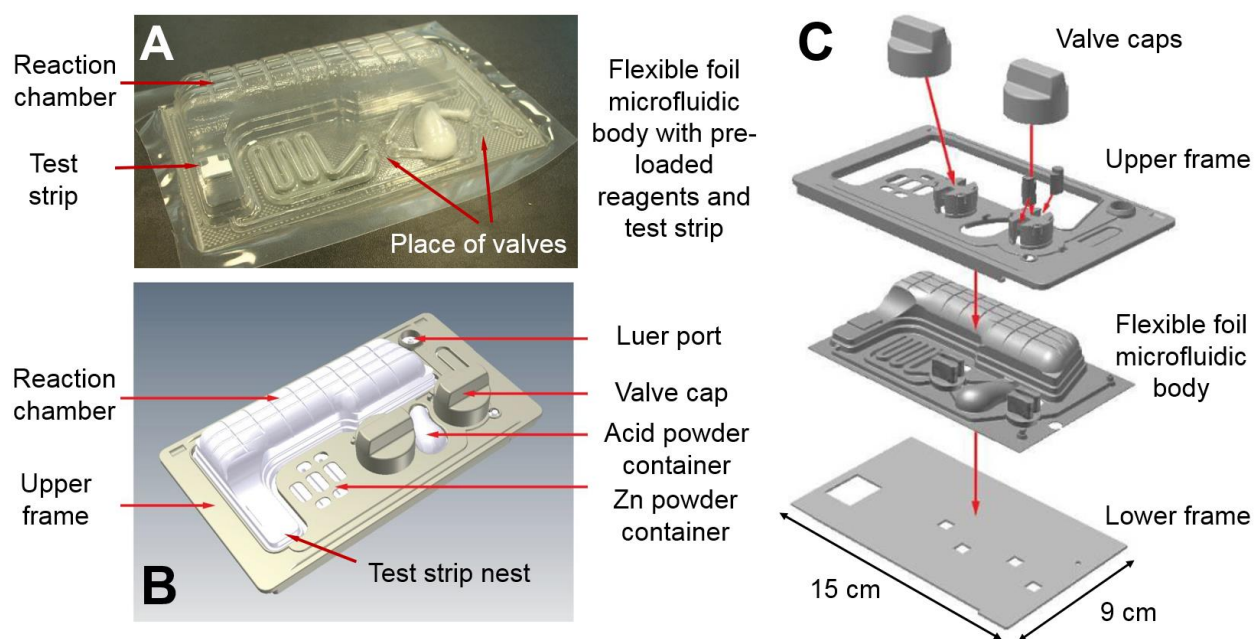 A
Reaction
chamber
Test
strip
Place of valves
Flexible foil
microfluidic
body with pre-
loaded
reagents and
test strip
B
Reaction
chamber
Upper
frame
Test strip nest
Luer port
Valve cap
Acid powder
container
Zn powder
container
C
Valve caps
Upper frame
Flexible foil
microfluidic
body
Lower frame
15 cm
9 cm